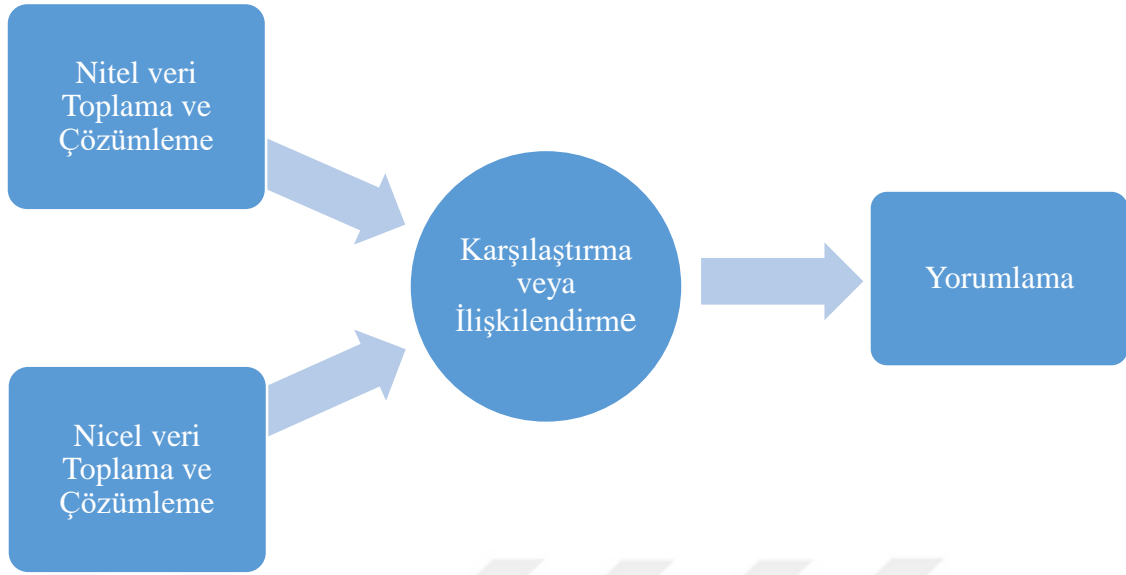 Nitel veri
Toplama ve
Çözümleme
Nicel veri
Toplama ve
Çözümleme
Karşılaştırma
veya
İlişkilendirme
Yorumlama